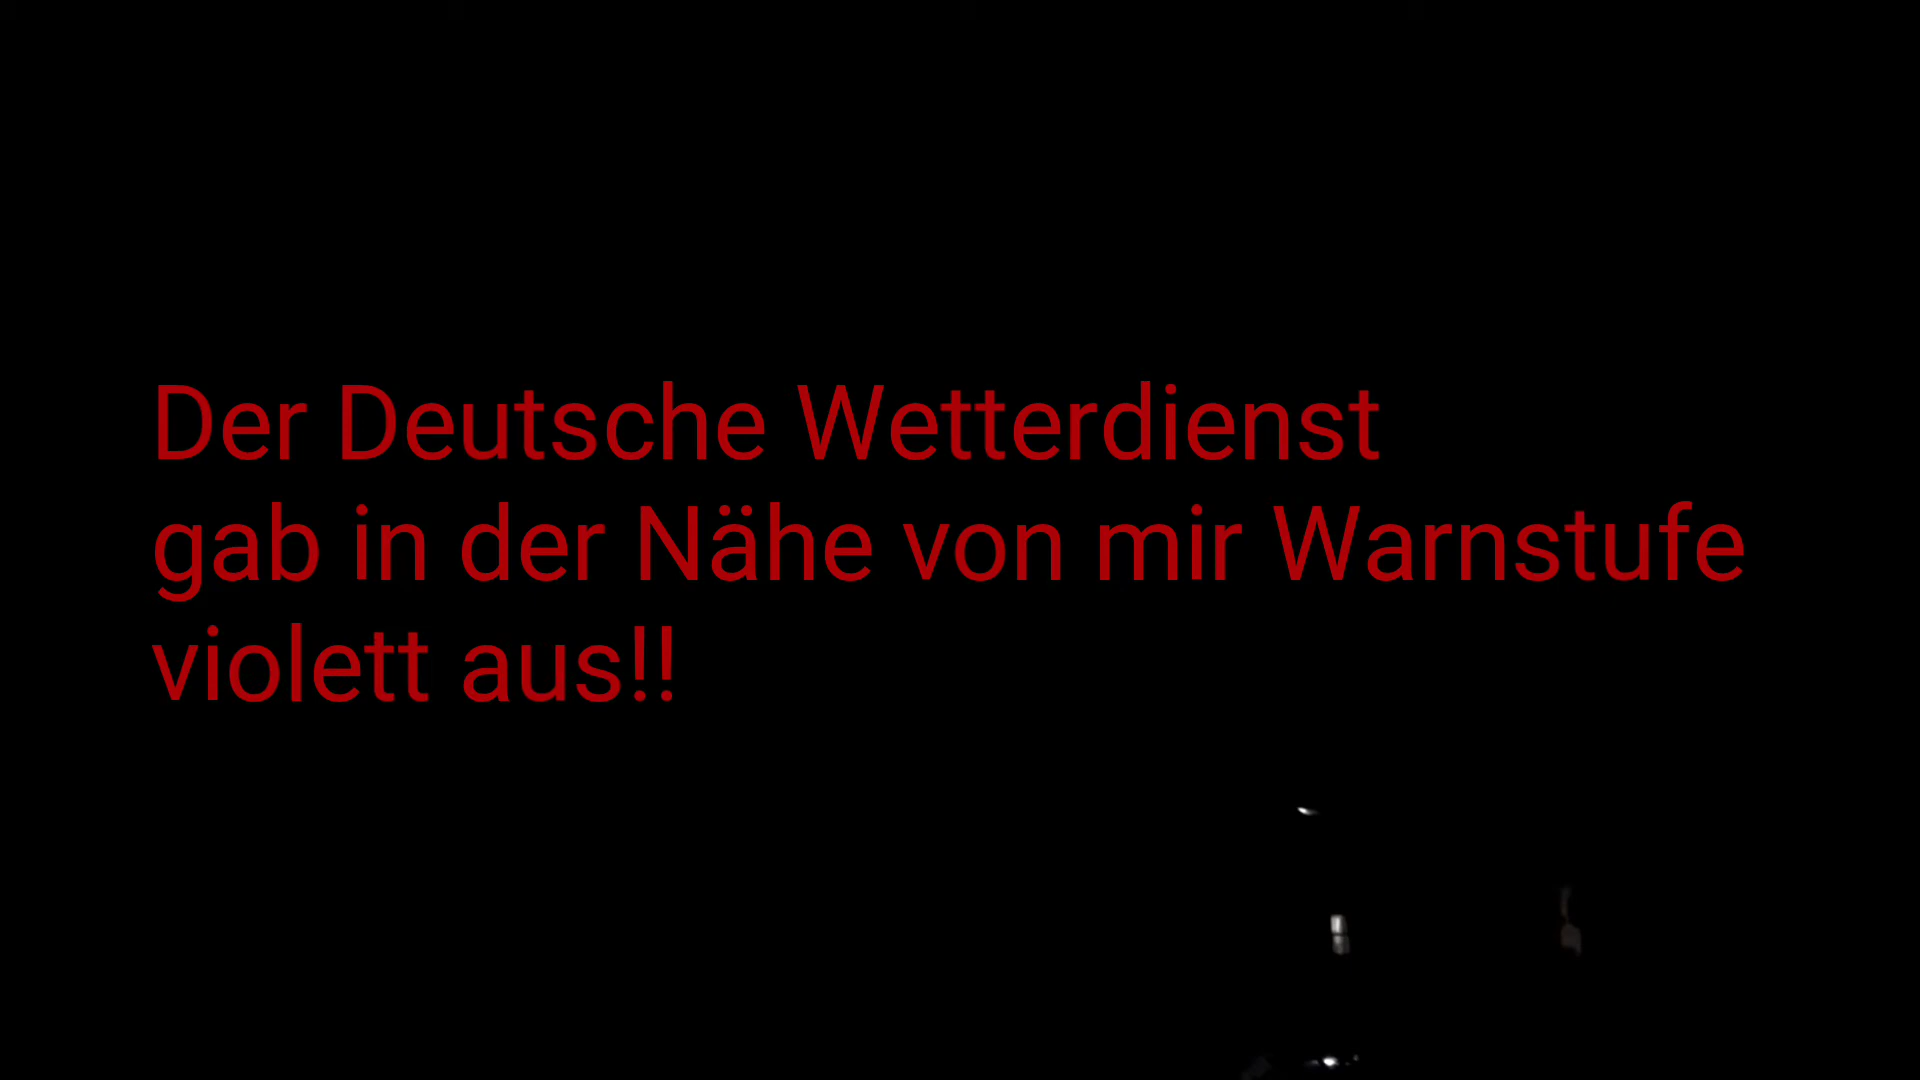 Der Deutsche Wetterdienst
gab in der Nähe von mir Warnstufe
violett aus!!